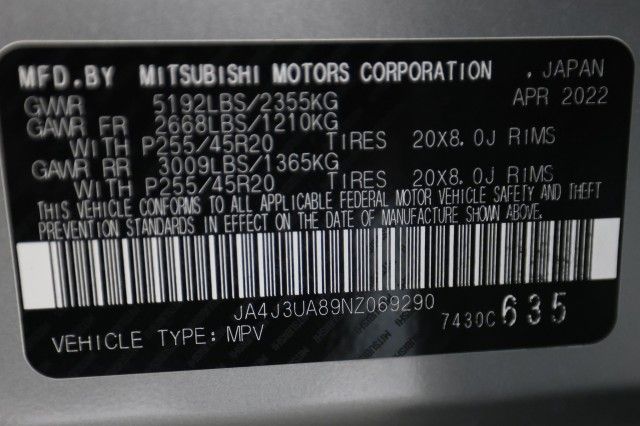 MFD.BY MITSUBISHI MOTORS CORPORATION , JAPAN
GVWR 5192LBS/2355KG APR 2022
GAWR FR 2668LBS/1210KG
WITH P255/45R20 TIRES 20X8.0J RIMS
GAWR RR 3009LBS/1365KG
WITH P255/45R20 TIRES 20X8.0J RIMS
THIS VEHICLE CONFORMS TO ALL APPLICABLE FEDERAL MOTOR VEHICLE SAFETY AND THEFT
PREVENTION STANDARDS IN EFFECT ON THE DATE OF MANUFACTURE SHOWN ABOVE.
JA4J3UA89NZ069290
7430C 635
VEHICLE TYPE: MPV